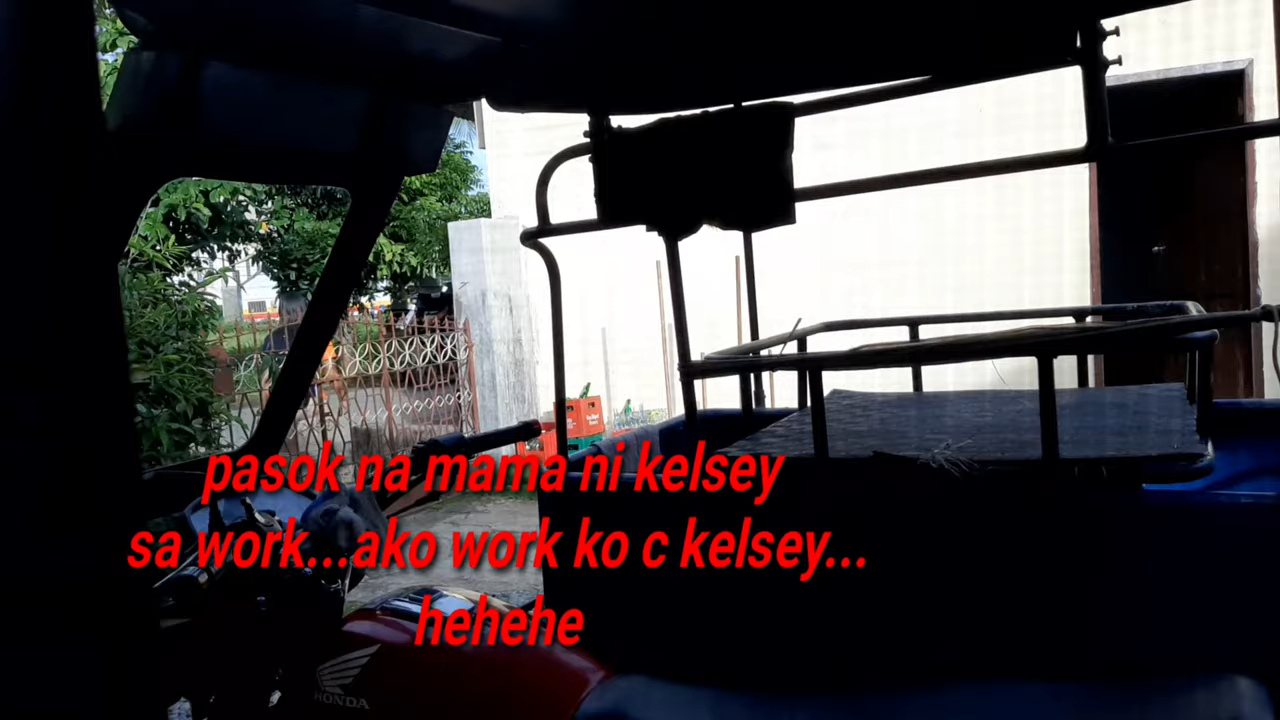 pasok na mama ni kelsey
sa work...ako work ko c kelsey...
hehehe
HONDA